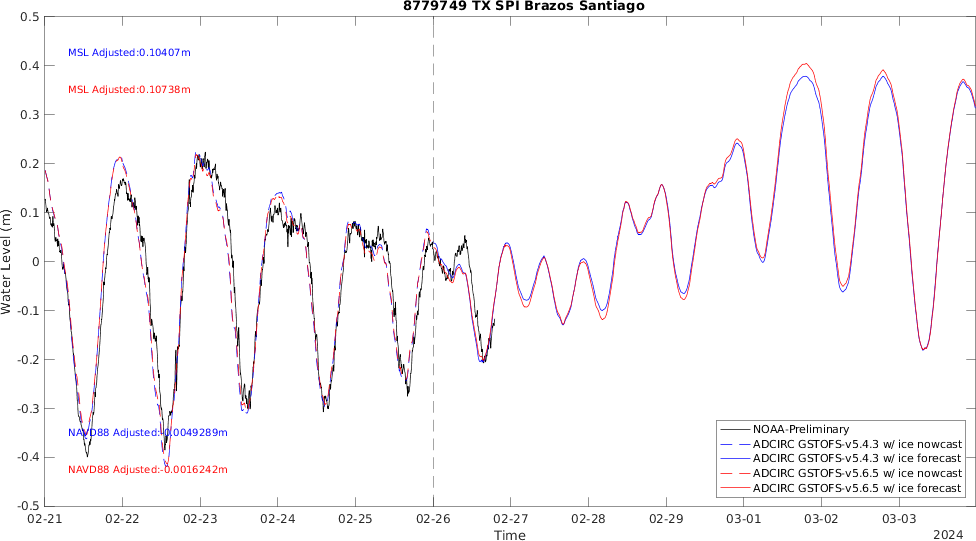 8779749 TX SPI Brazos Santiago
0.5
0.4
0.3
0.2
0.1
0
-0.1
-0.2
-0.3
-0.4
-0.5
Water Level (m)
MSL Adjusted:0.10407m
MSL Adjusted:0.10738m
NAVD88 Adjusted:-0.0049289m
NAVD88 Adjusted:-0.0016242m
NOAA-Preliminary
ADCIRC GSTOFS-v5.4.3 w/ ice nowcast
ADCIRC GSTOFS-v5.4.3 w/ ice forecast
ADCIRC GSTOFS-v5.6.5 w/ ice nowcast
ADCIRC GSTOFS-v5.6.5 w/ ice forecast
02-21 02-22 02-23 02-24 02-25 02-26 02-27 02-28 02-29 03-01 03-02 03-03
Time
2024